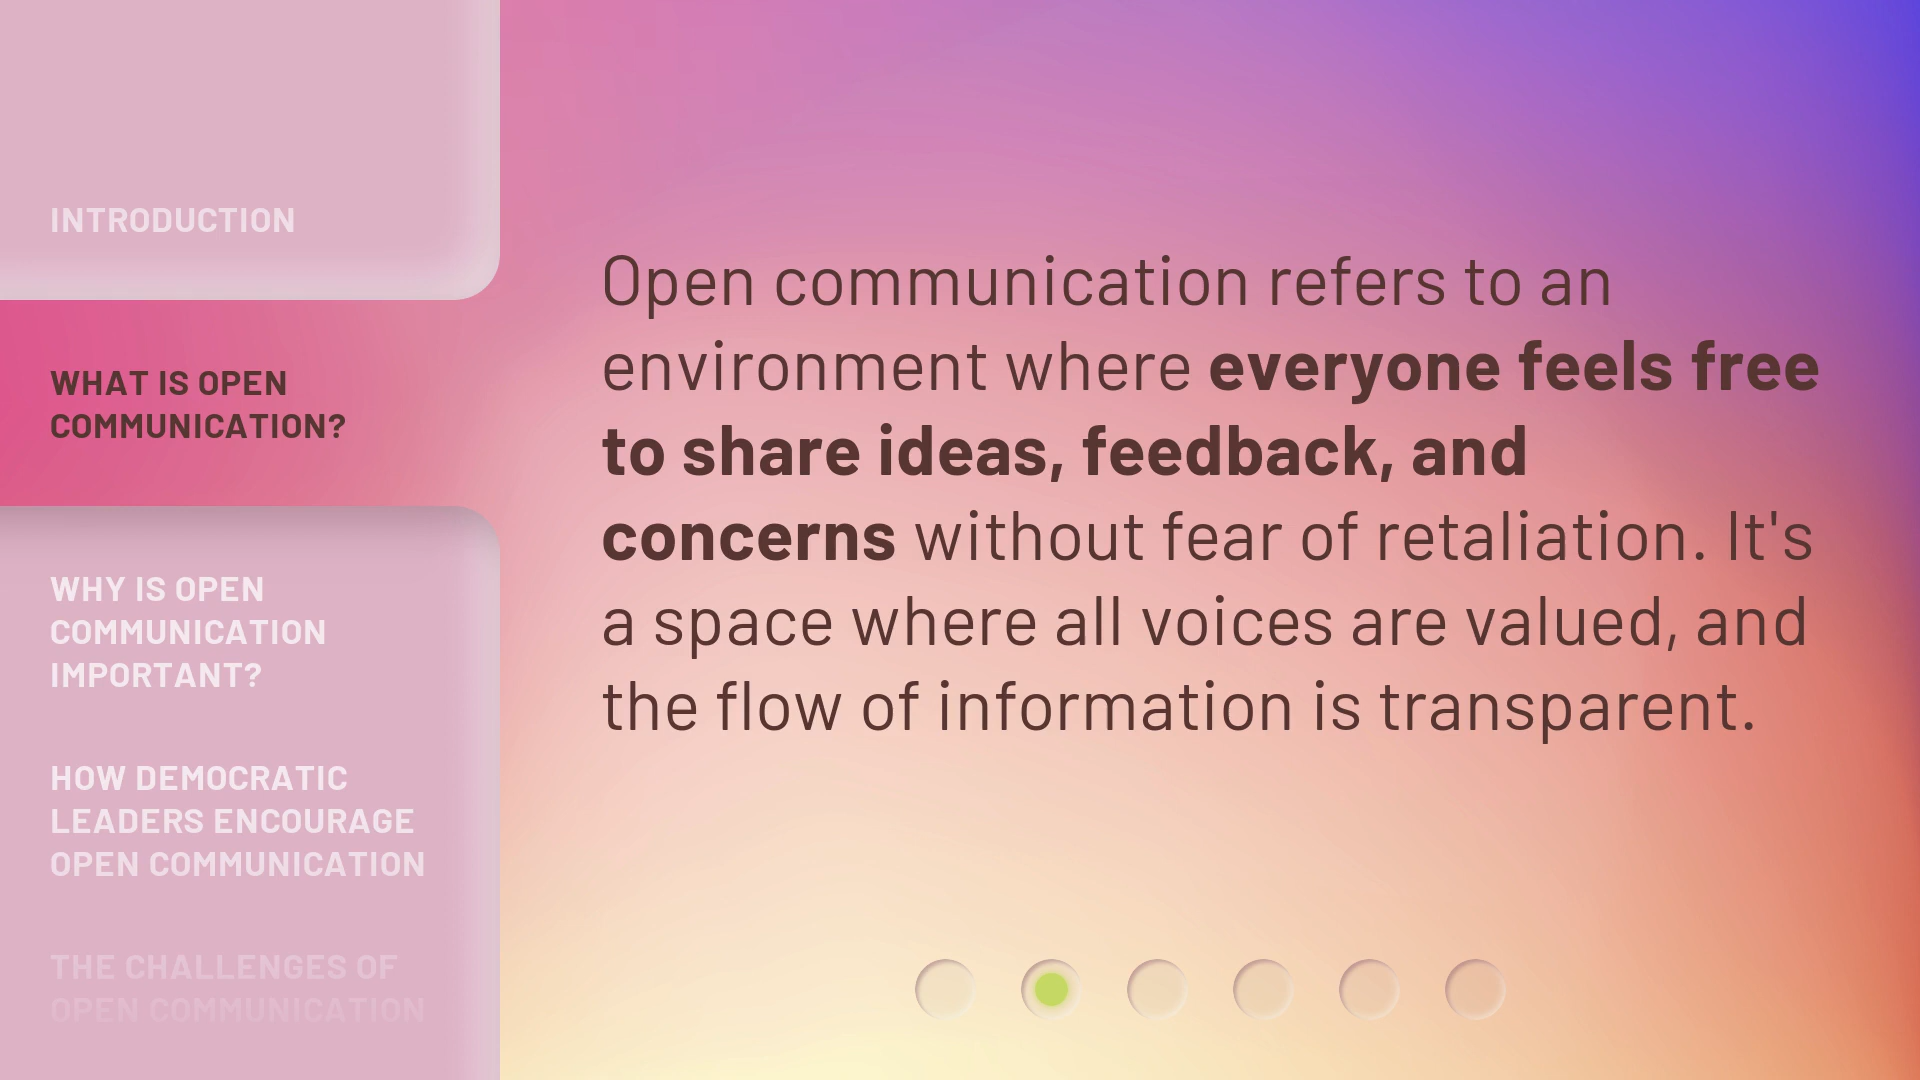 INTRODUCTION
WHAT IS OPEN
COMMUNICATION?
WHY IS OPEN
COMMUNICATION
IMPORTANT?
HOW DEMOCRATIC
LEADERS ENCOURAGE
OPEN COMMUNICATION
THE CHALLENGES OF
OPEN COMMUNICATION
Open communication refers to an
environment where everyone feels free
to share ideas, feedback, and
concerns without fear of retaliation. It's
a space where all voices are valued, and
the flow of information is transparent.